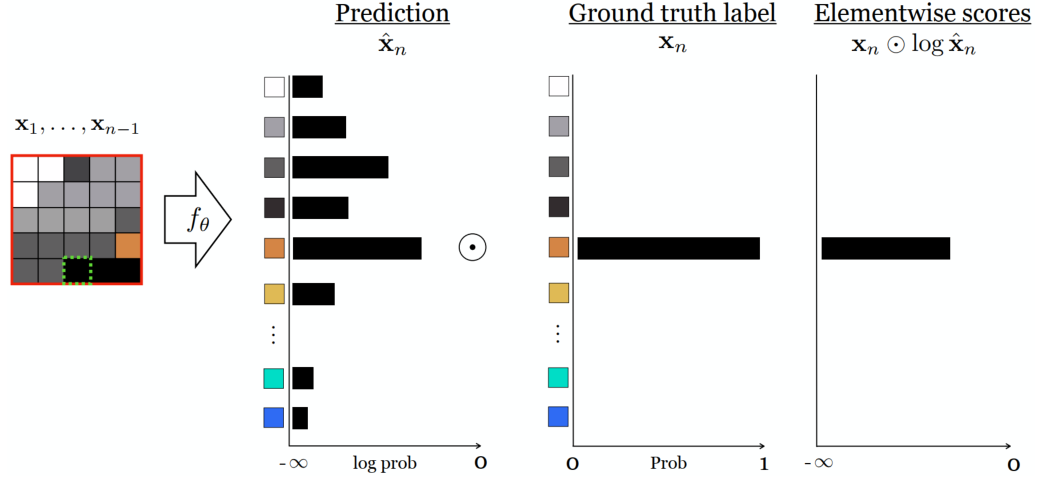 Prediction
Ground truth label
Elementwise scores
x̂ₙ
xₙ
xₙ ⊙ log x̂ₙ
x₁, . . . , xₙ₋₁
f_θ
⊙
⋮
⋮
-∞ log prob 0
0 Prob 1
-∞ 0